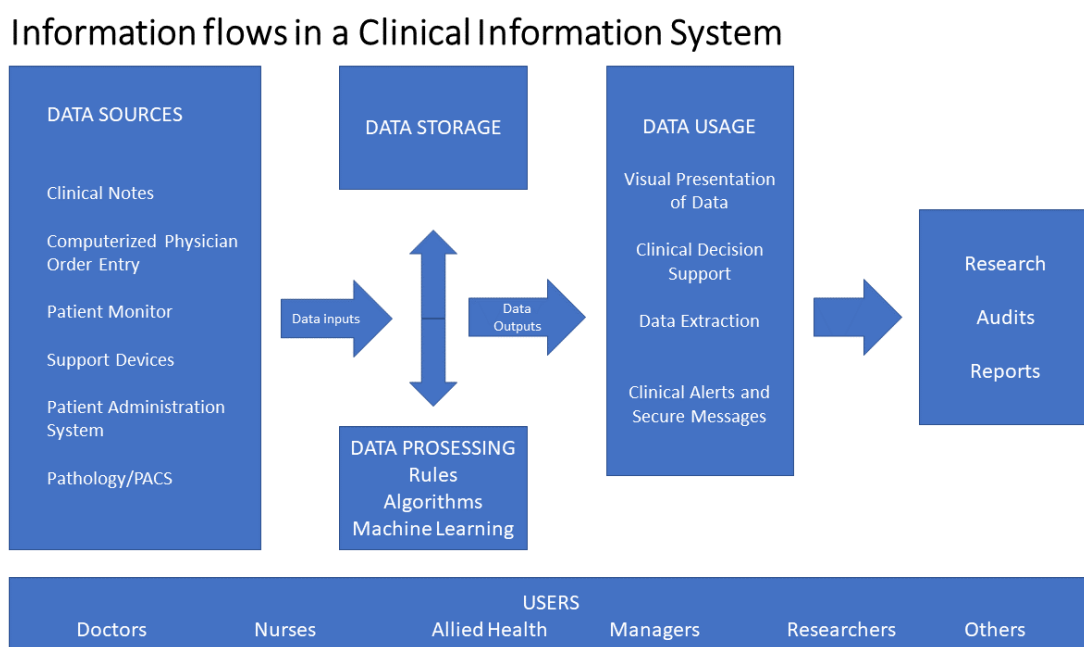 Information flows in a Clinical Information System
DATA SOURCES
Clinical Notes
Computerized Physician
Order Entry
Patient Monitor
Support Devices
Patient Administration
System
Pathology/PACS
Data inputs
DATA STORAGE
DATA PROSESSING
Rules
Algorithms
Machine Learning
Data
Outputs
DATA USAGE
Visual Presentation
of Data
Clinical Decision
Support
Data Extraction
Clinical Alerts and
Secure Messages
Research
Audits
Reports
USERS
Doctors Nurses Allied Health Managers Researchers Others